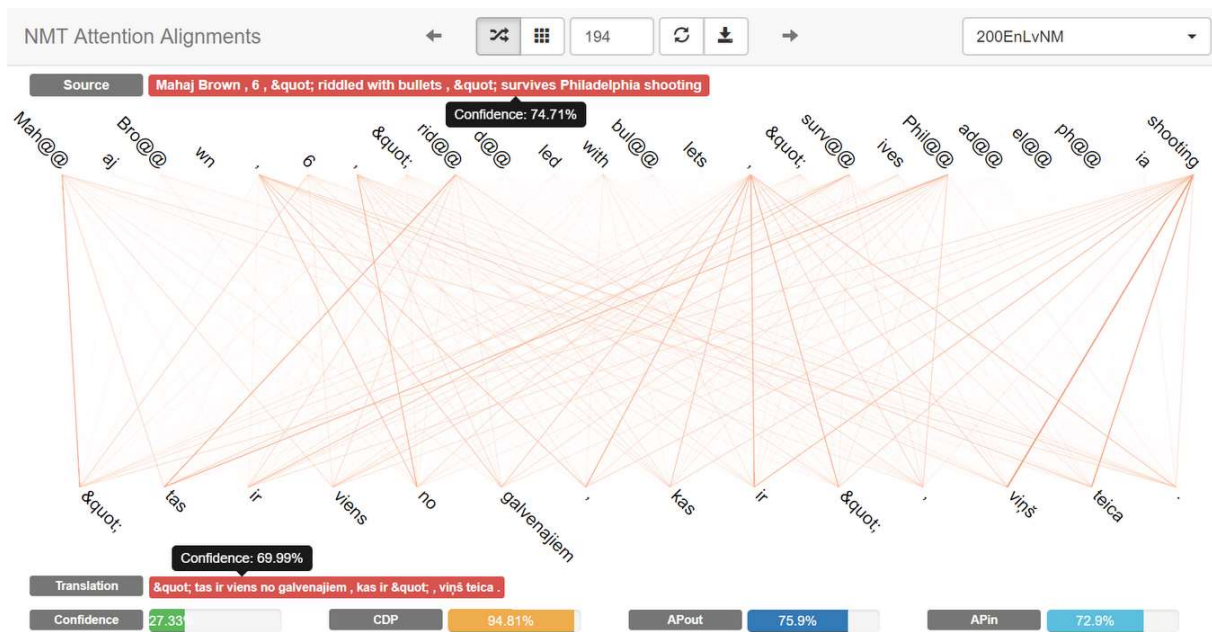 NMT Attention Alignments 194 200EnLvNM
Source Mahaj Brown , 6 , &quot; riddled with bullets , &quot; survives Philadelphia shooting
Confidence: 74.71%
Mah@@ aj Bro@@ wn , 6 , &quot; rid@@ d@@ led with bul@@ lets , &quot; surv@@ ives Phil@@ ad@@ el@@ ph@@ ia shooting
&quot; tas ir viens no galvenajiem , kas ir &quot; , viņš teica .
Confidence: 69.99%
Translation &quot; tas ir viens no galvenajiem , kas ir &quot; , viņš teica .
Confidence 27.33% CDP 94.81% APout 75.9% APin 72.9%